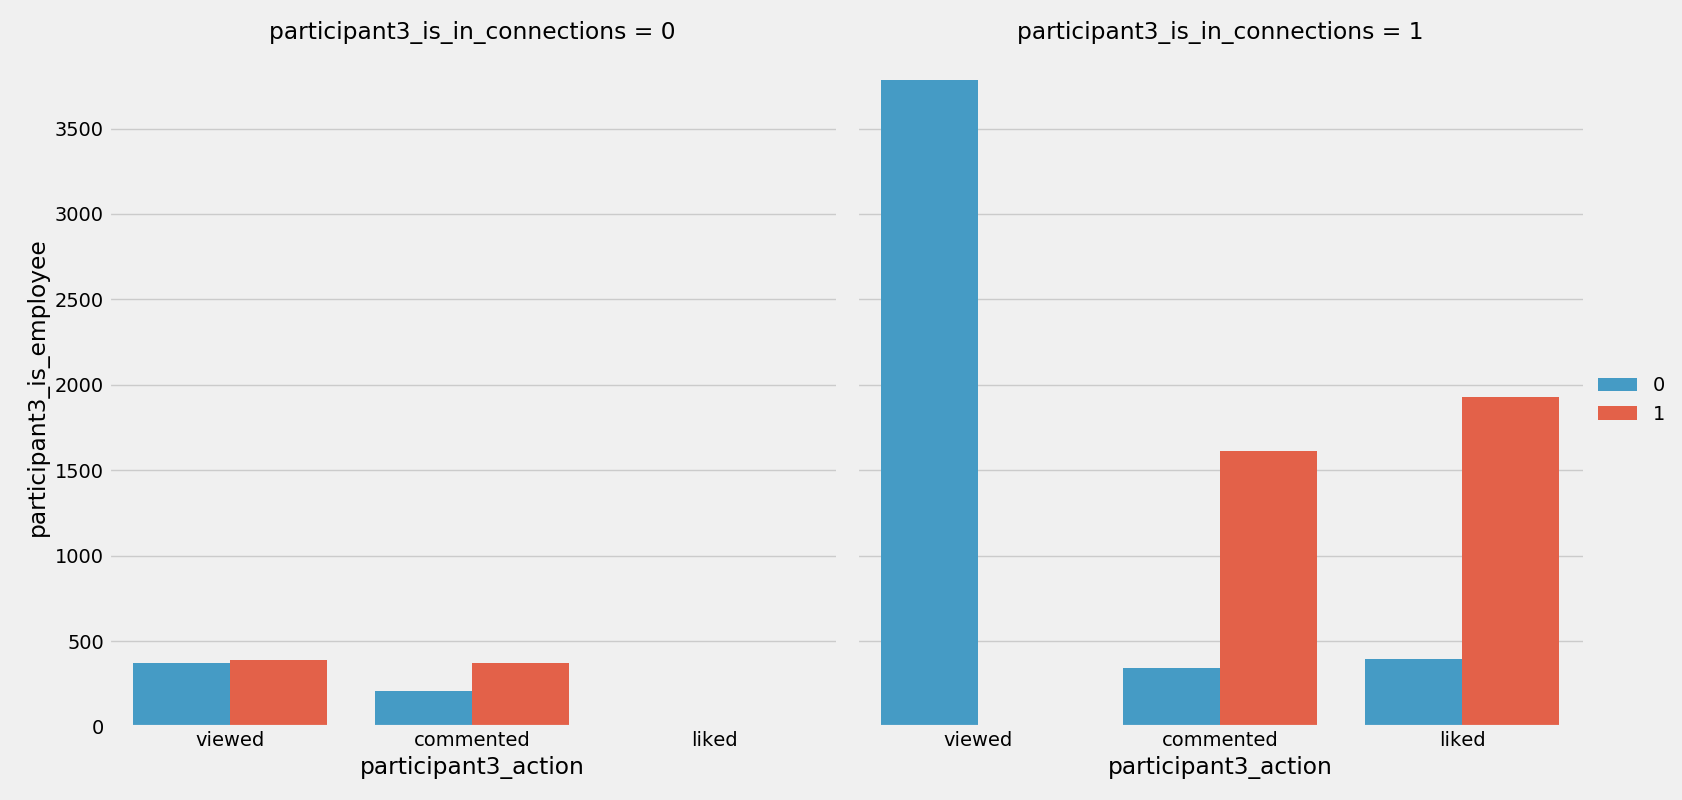 participant3_is_in_connections = 0
participant3_is_in_connections = 1
participant3_is_employee
3500
3000
2500
2000
1500
1000
500
0
viewed commented liked
viewed commented liked
participant3_action
participant3_action
0
1